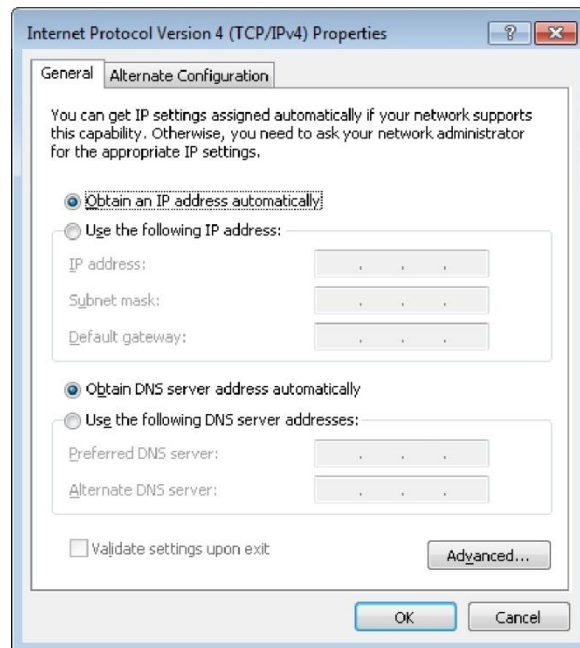 Internet Protocol Version 4 (TCP/IPv4) Properties
General
Alternate Configuration
You can get IP settings assigned automatically if your network supports
this capability. Otherwise, you need to ask your network administrator
for the appropriate IP settings.
Obtain an IP address automatically
Use the following IP address:
IP address:
Subnet mask:
Default gateway:
Obtain DNS server address automatically
Use the following DNS server addresses:
Preferred DNS server:
Alternate DNS server:
Validate settings upon exit
Advanced...
OK
Cancel